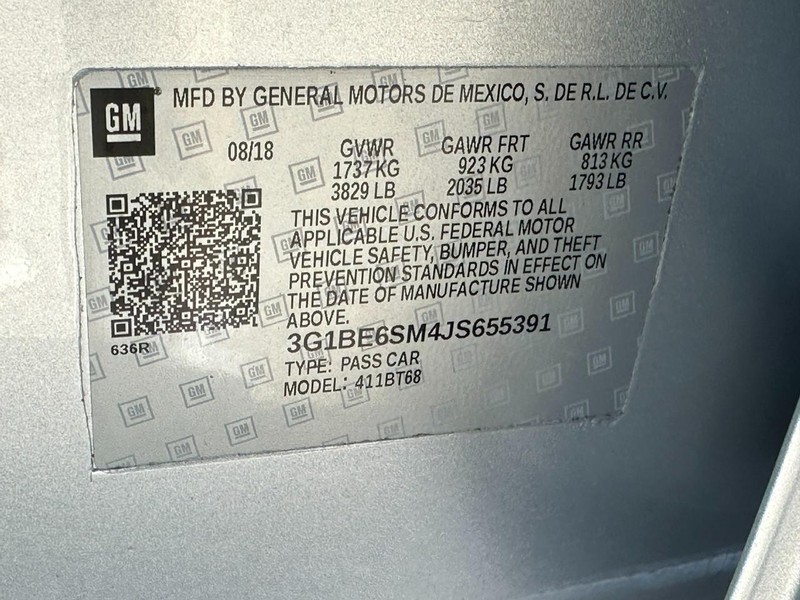 GM
MFD BY GENERAL MOTORS DE MEXICO, S. DE R.L. DE C.V.
08/18 GVWR GAWR FRT GAWR RR
1737 KG 923 KG 813 KG
3829 LB 2035 LB 1793 LB
THIS VEHICLE CONFORMS TO ALL
APPLICABLE U.S. FEDERAL MOTOR
VEHICLE SAFETY, BUMPER, AND THEFT
PREVENTION STANDARDS IN EFFECT ON
THE DATE OF MANUFACTURE SHOWN
ABOVE.
636R
3G1BE6SM4JS655391
TYPE: PASS CAR
MODEL: 411BT68